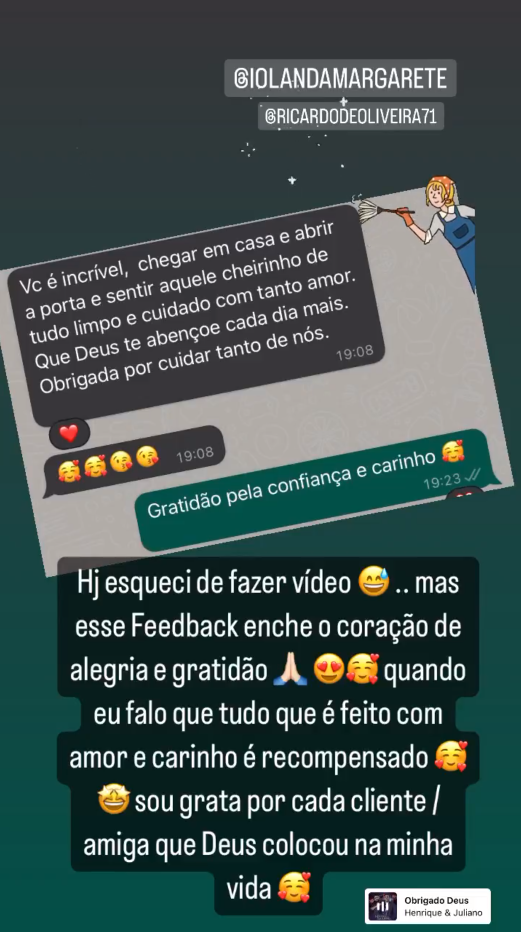 @IOLANDAMARGARETE
@RICARDODEOLIVEIRA71
Vc é incrível,  chegar em casa e abrir
a porta e sentir aquele cheirinho de
tudo limpo e cuidado com tanto amor.
Que Deus te abençoe cada dia mais.
Obrigada por cuidar tanto de nós.
19:08
❤️
🥰🥰😘😘 19:08
Gratidão pela confiança e carinho 🥰
19:23
Hj esqueci de fazer vídeo 😅.. mas
esse Feedback enche o coração de
alegria e gratidão 🙏🏻😍🥰 quando
eu falo que tudo que é feito com
amor e carinho é recompensado 🥰
🤩 sou grata por cada cliente /
amiga que Deus colocou na minha
vida 🥰
Obrigado Deus
Henrique & Juliano